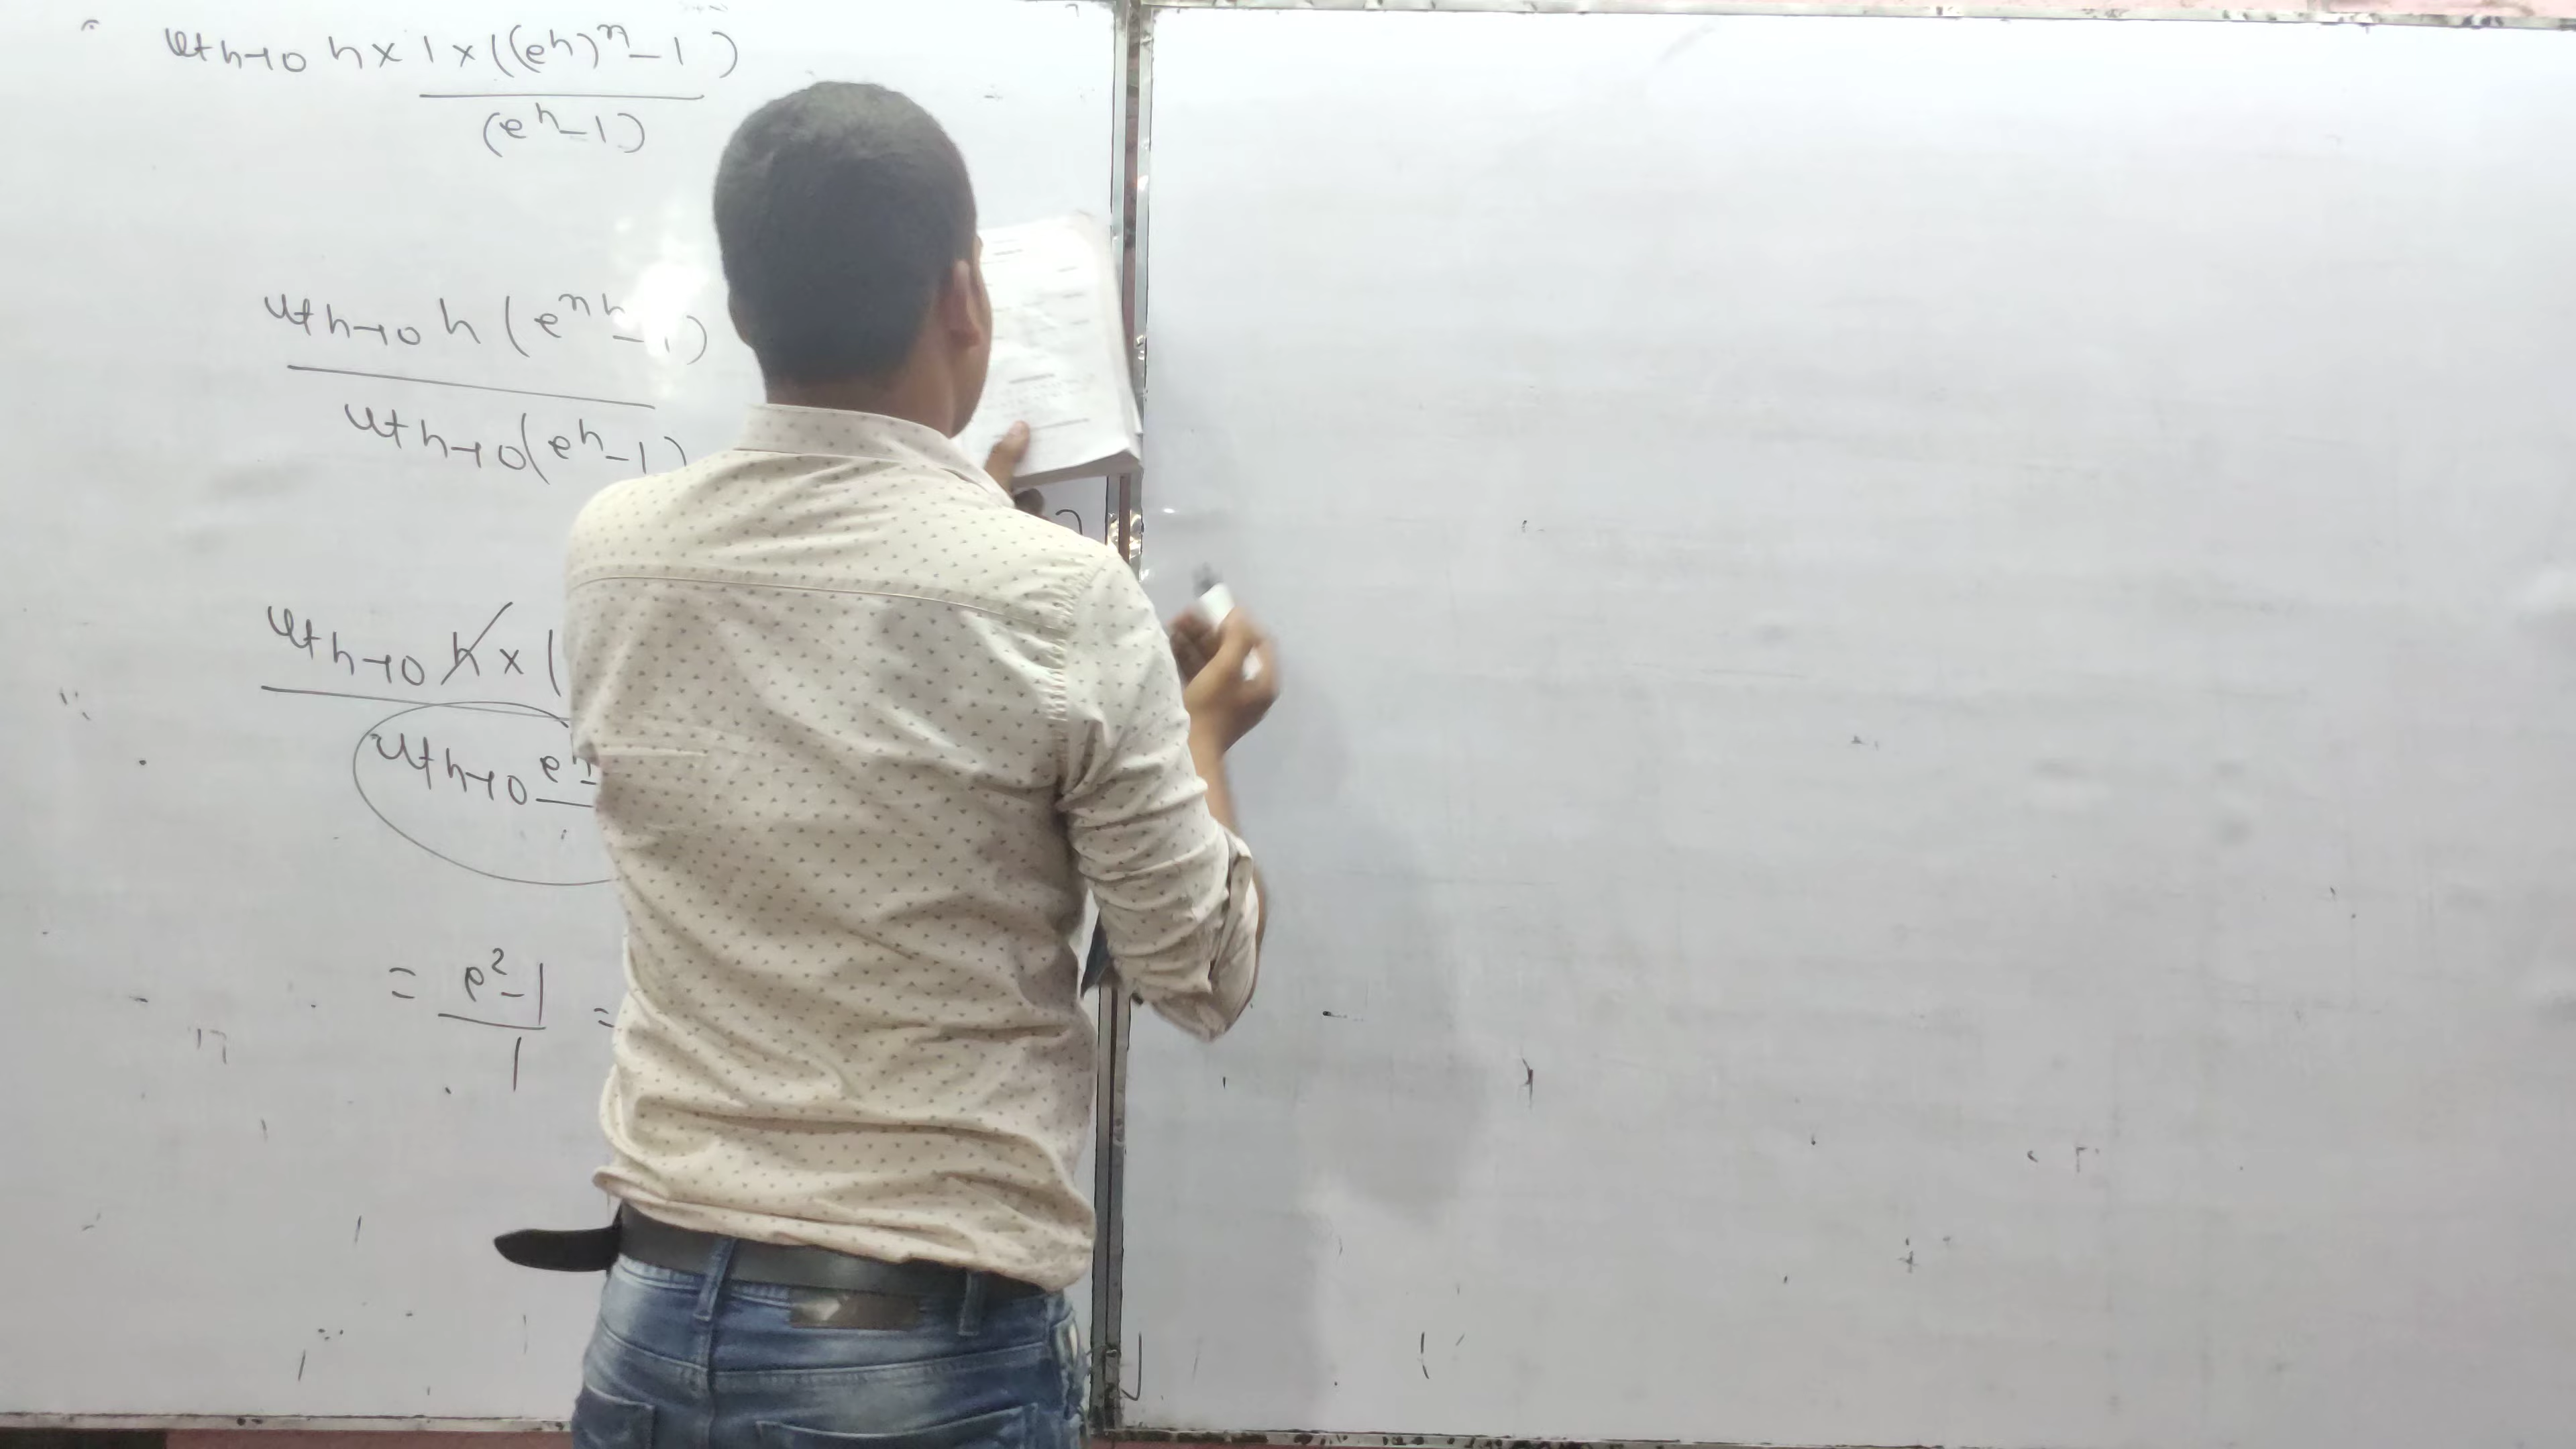 Lt h→0 h × 1 × ((e^h)^n - 1)
(e^h - 1)
Lt h→0 h (e^nh - 1)
Lt h→0 (e^h - 1)
Lt h→0 h × (
Lt h→0 e^h -
= e² - 1 =
1